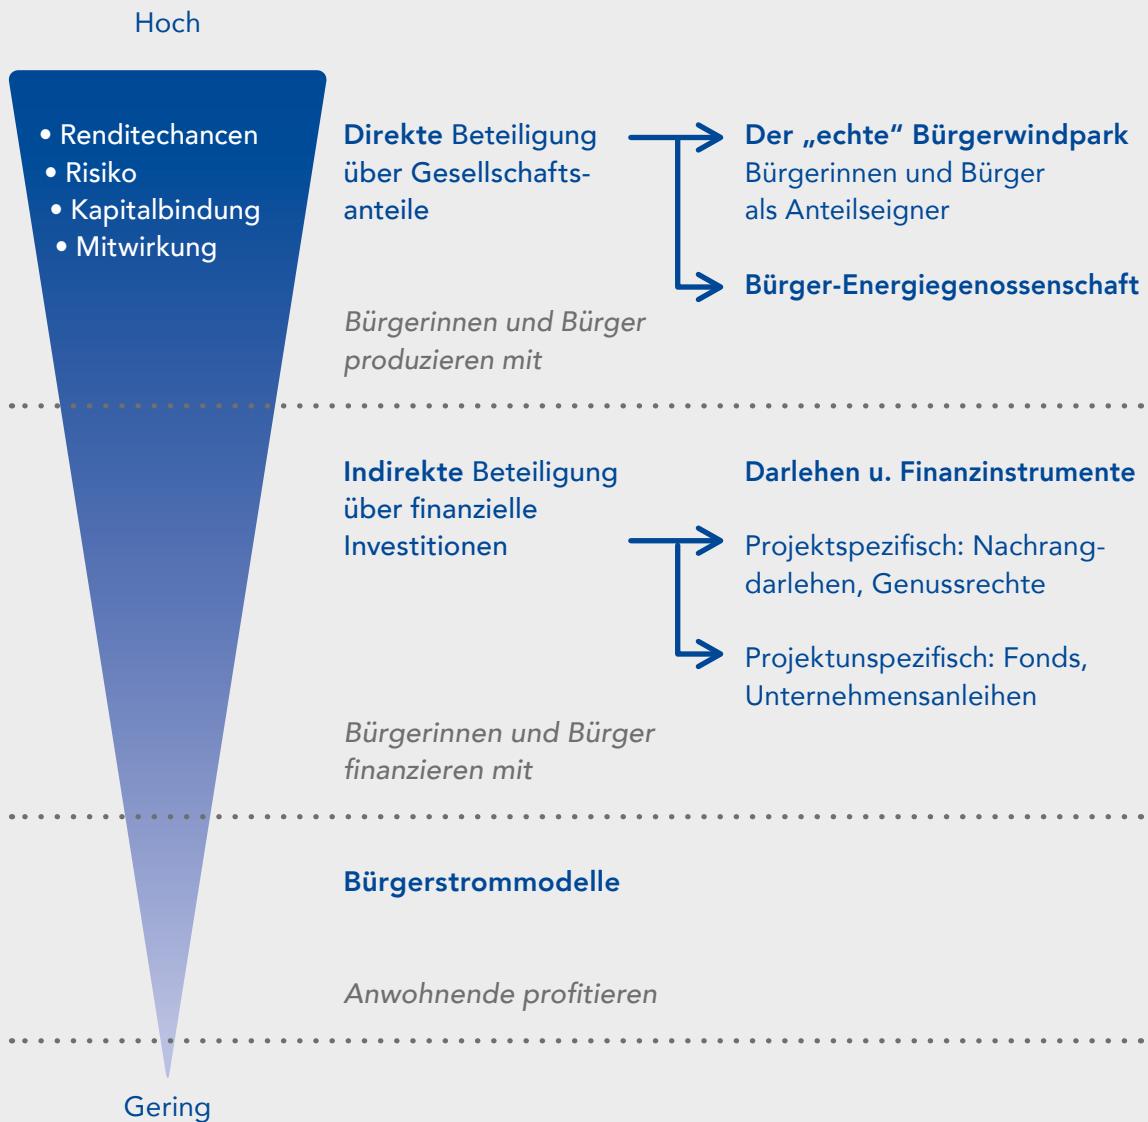 Hoch
• Renditechancen
• Risiko
• Kapitalbindung
• Mitwirkung
Direkte Beteiligung
über Gesellschafts-
anteile
Der „echte“ Bürgerwindpark
Bürgerinnen und Bürger
als Anteilseigner
Bürger-Energiegenossenschaft
Bürgerinnen und Bürger
produzieren mit
Indirekte Beteiligung
über finanzielle
Investitionen
Darlehen u. Finanzinstrumente
Projektspezifisch: Nachrang-
darlehen, Genussrechte
Projektunspezifisch: Fonds,
Unternehmensanleihen
Bürgerinnen und Bürger
finanzieren mit
Bürgerstrommodelle
Anwohnende profitieren
Gering